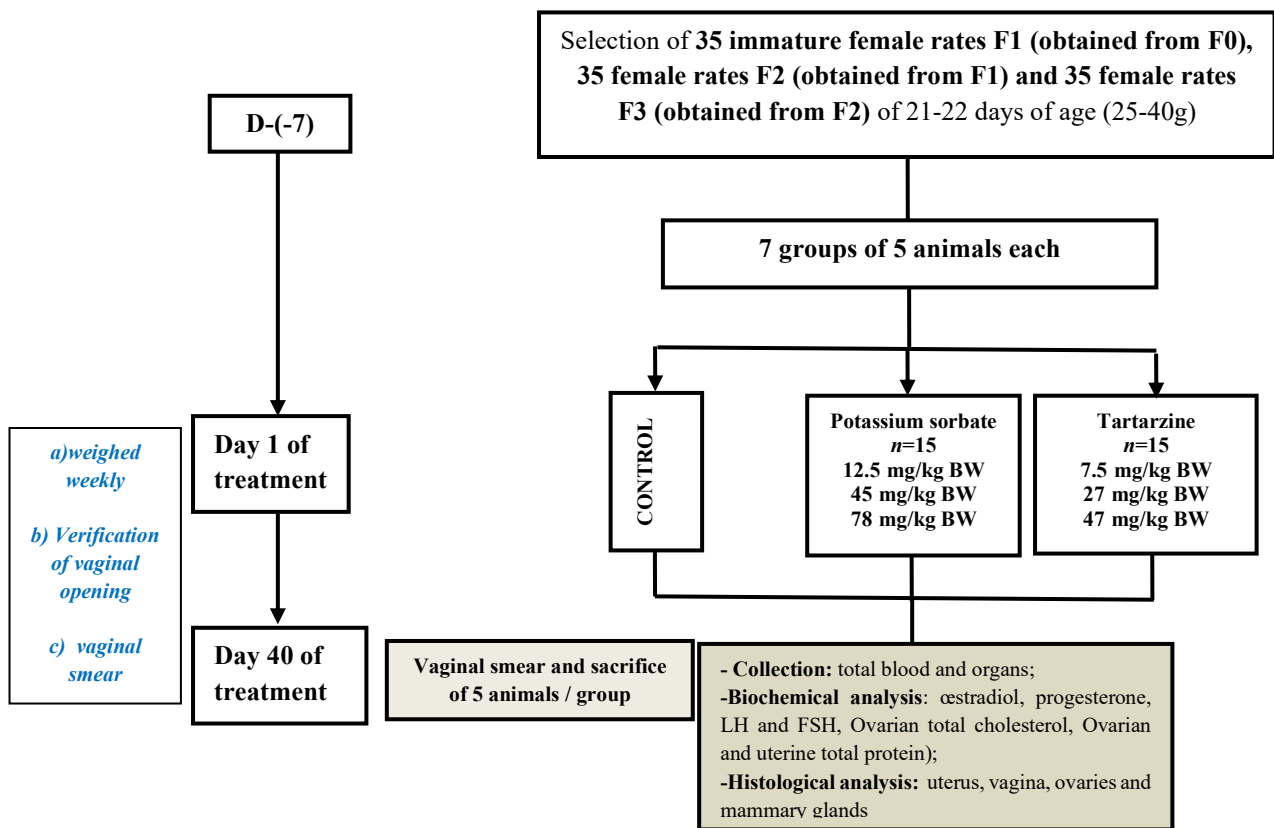 Selection of 35 immature female rates F1 (obtained from F0),
35 female rates F2 (obtained from F1) and 35 female rates
F3 (obtained from F2) of 21-22 days of age (25-40g)
D-(-7)
7 groups of 5 animals each
CONTROL
Potassium sorbate
n=15
12.5 mg/kg BW
45 mg/kg BW
78 mg/kg BW
Tartarzine
n=15
7.5 mg/kg BW
27 mg/kg BW
47 mg/kg BW
a)weighed
weekly
b) Verification
of vaginal
opening
c) vaginal
smear
Day 1 of
treatment
Day 40 of
treatment
Vaginal smear and sacrifice
of 5 animals / group
- Collection: total blood and organs;
-Biochemical analysis: œstradiol, progesterone,
LH and FSH, Ovarian total cholesterol, Ovarian
and uterine total protein);
-Histological analysis: uterus, vagina, ovaries and
mammary glands